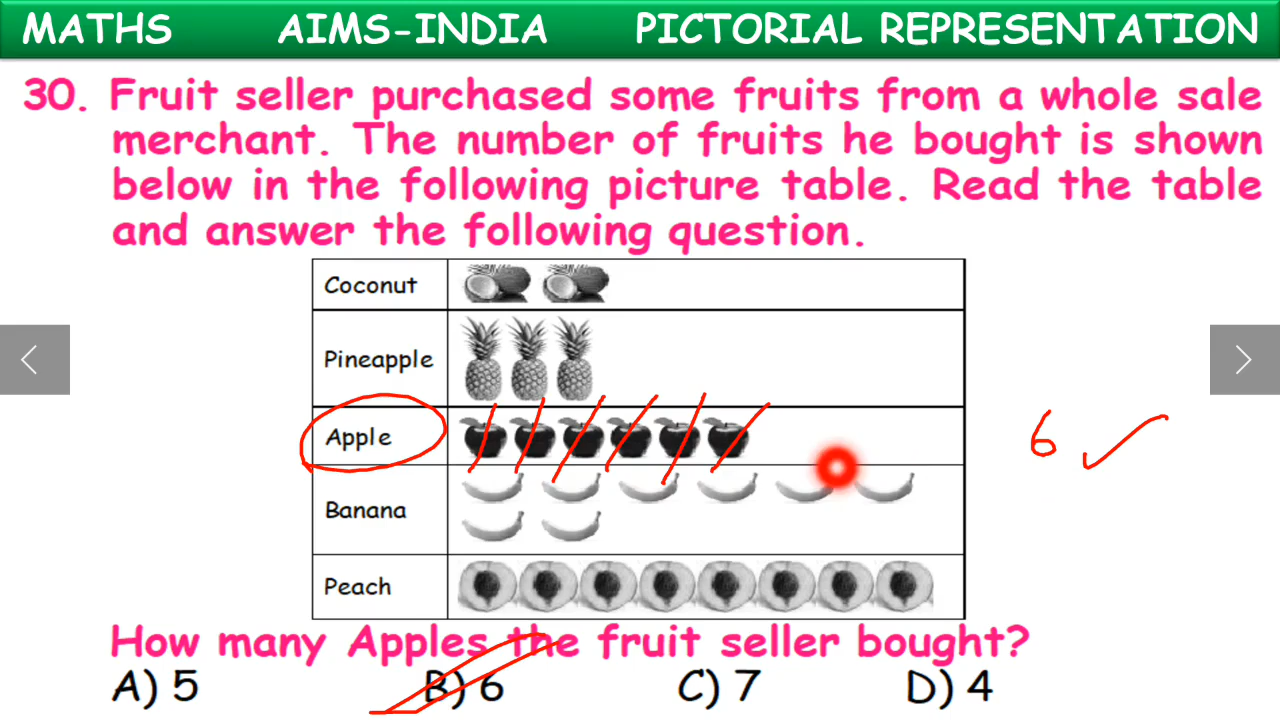 MATHS AIMS-INDIA PICTORIAL REPRESENTATION
30. Fruit seller purchased some fruits from a whole sale
merchant. The number of fruits he bought is shown
below in the following picture table. Read the table
and answer the following question.
Coconut
Pineapple
Apple
6
Banana
Peach
How many Apples the fruit seller bought?
A) 5 B) 6 C) 7 D) 4